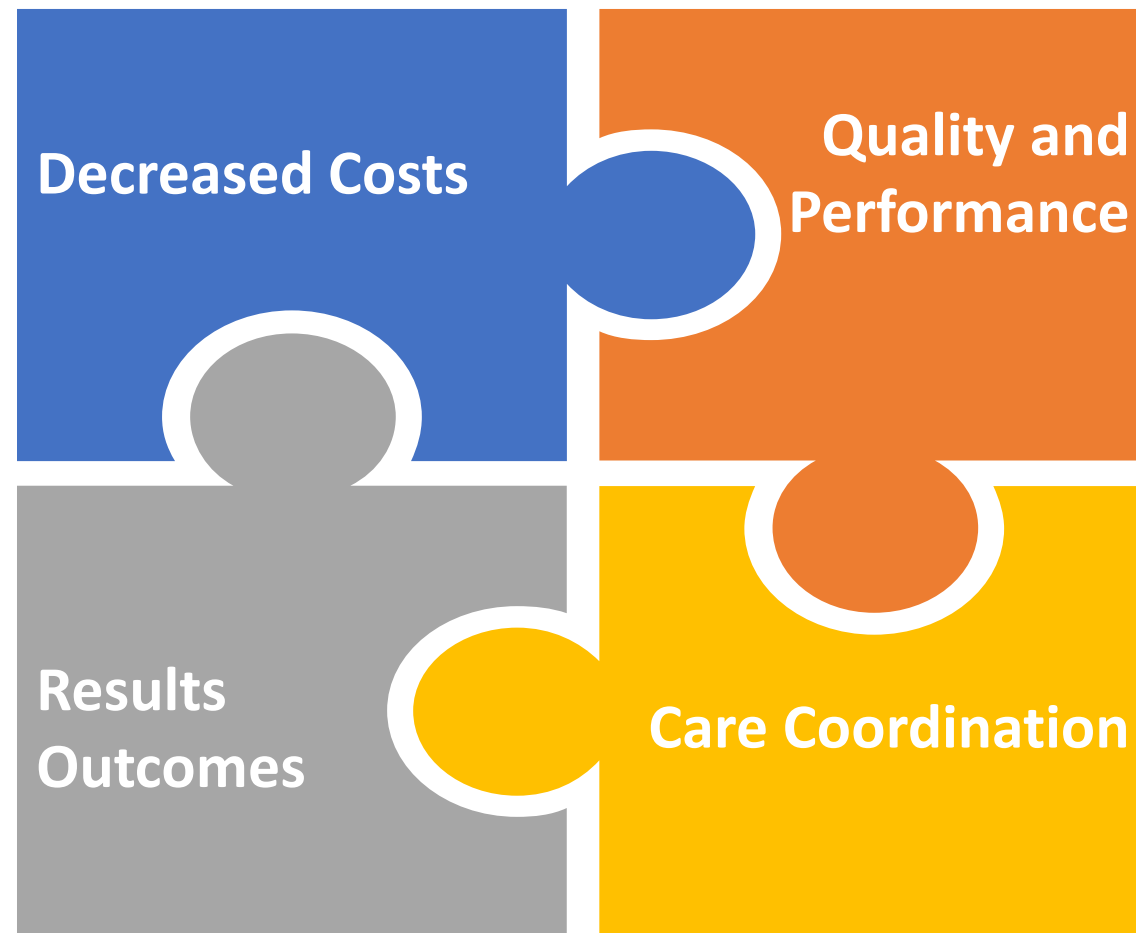 Decreased Costs
Quality and
Performance
Results
Outcomes
Care Coordination